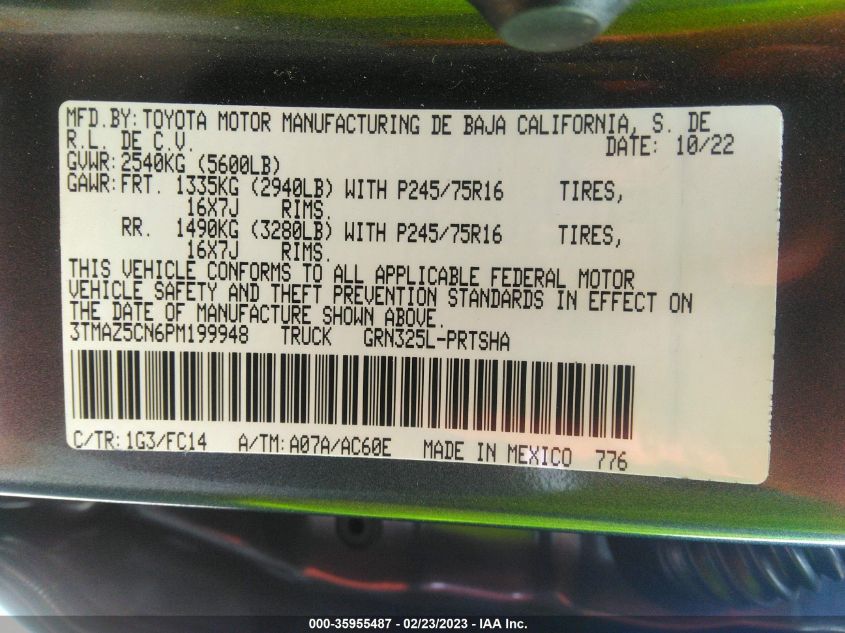 MFD.BY:TOYOTA MOTOR MANUFACTURING DE BAJA CALIFORNIA, S. DE
R.L. DE C.V. DATE: 10/22
GVWR:2540KG (5600LB)
GAWR:FRT. 1335KG (2940LB) WITH P245/75R16 TIRES,
16X7J RIMS.
RR. 1490KG (3280LB) WITH P245/75R16 TIRES,
16X7J RIMS.
THIS VEHICLE CONFORMS TO ALL APPLICABLE FEDERAL MOTOR
VEHICLE SAFETY AND THEFT PREVENTION STANDARDS IN EFFECT ON
THE DATE OF MANUFACTURE SHOWN ABOVE.
3TMAZ5CN6PM199948 TRUCK GRN325L-PRTSHA
C/TR:1G3/FC14 A/TM:A07A/AC60E MADE IN MEXICO 776
000-35955487 - 02/23/2023 - IAA Inc.